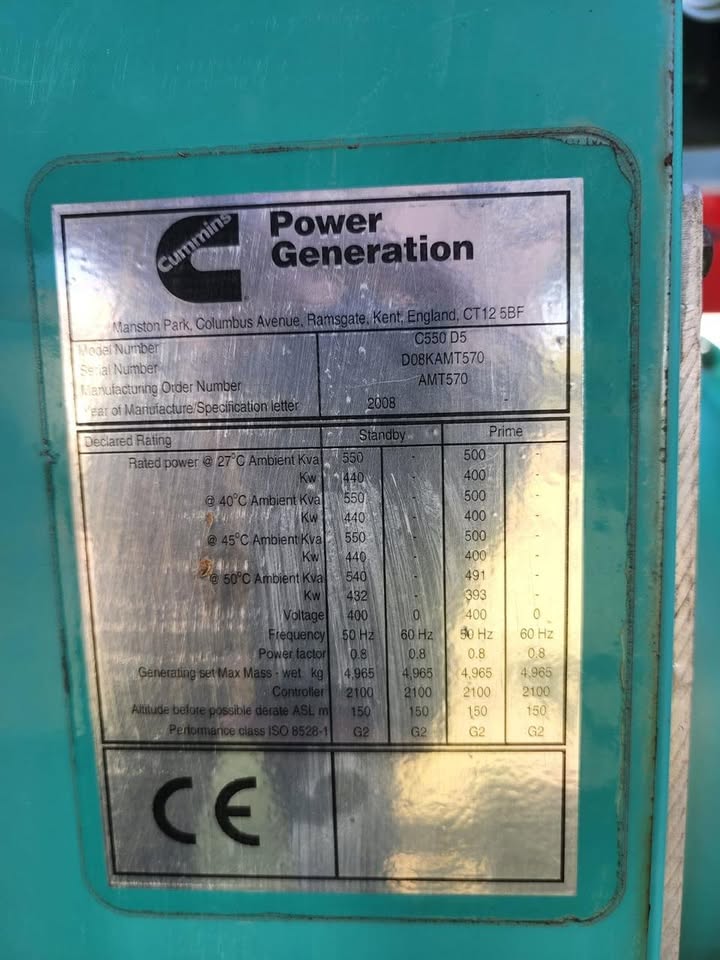 Cummins
Power
Generation
Manston Park, Columbus Avenue, Ramsgate, Kent, England, CT12 5BF
Model Number C550 D5
Serial Number D08KAMT570
Manufacturing Order Number AMT570
Year of Manufacture/Specification letter 2008 -
Declared Rating Standby Prime
Rated power @ 27°C Ambient Kva 550 - 500 -
Kw 440 - 400 -
@ 40°C Ambient Kva 550 - 500 -
Kw 440 - 400 -
@ 45°C Ambient Kva 550 - 500 -
Kw 440 - 400 -
@ 50°C Ambient Kva 540 - 491 -
Kw 432 - 393 -
Voltage 400 0 400 0
Frequency 50 Hz 60 Hz 50 Hz 60 Hz
Power factor 0.8 0.8 0.8 0.8
Generating set Max Mass - wet kg 4,965 4,965 4,965 4,965
Controller 2100 2100 2100 2100
Altitude before possible derate ASL m 150 150 150 150
Performance class ISO 8528-1 G2 G2 G2 G2
CE